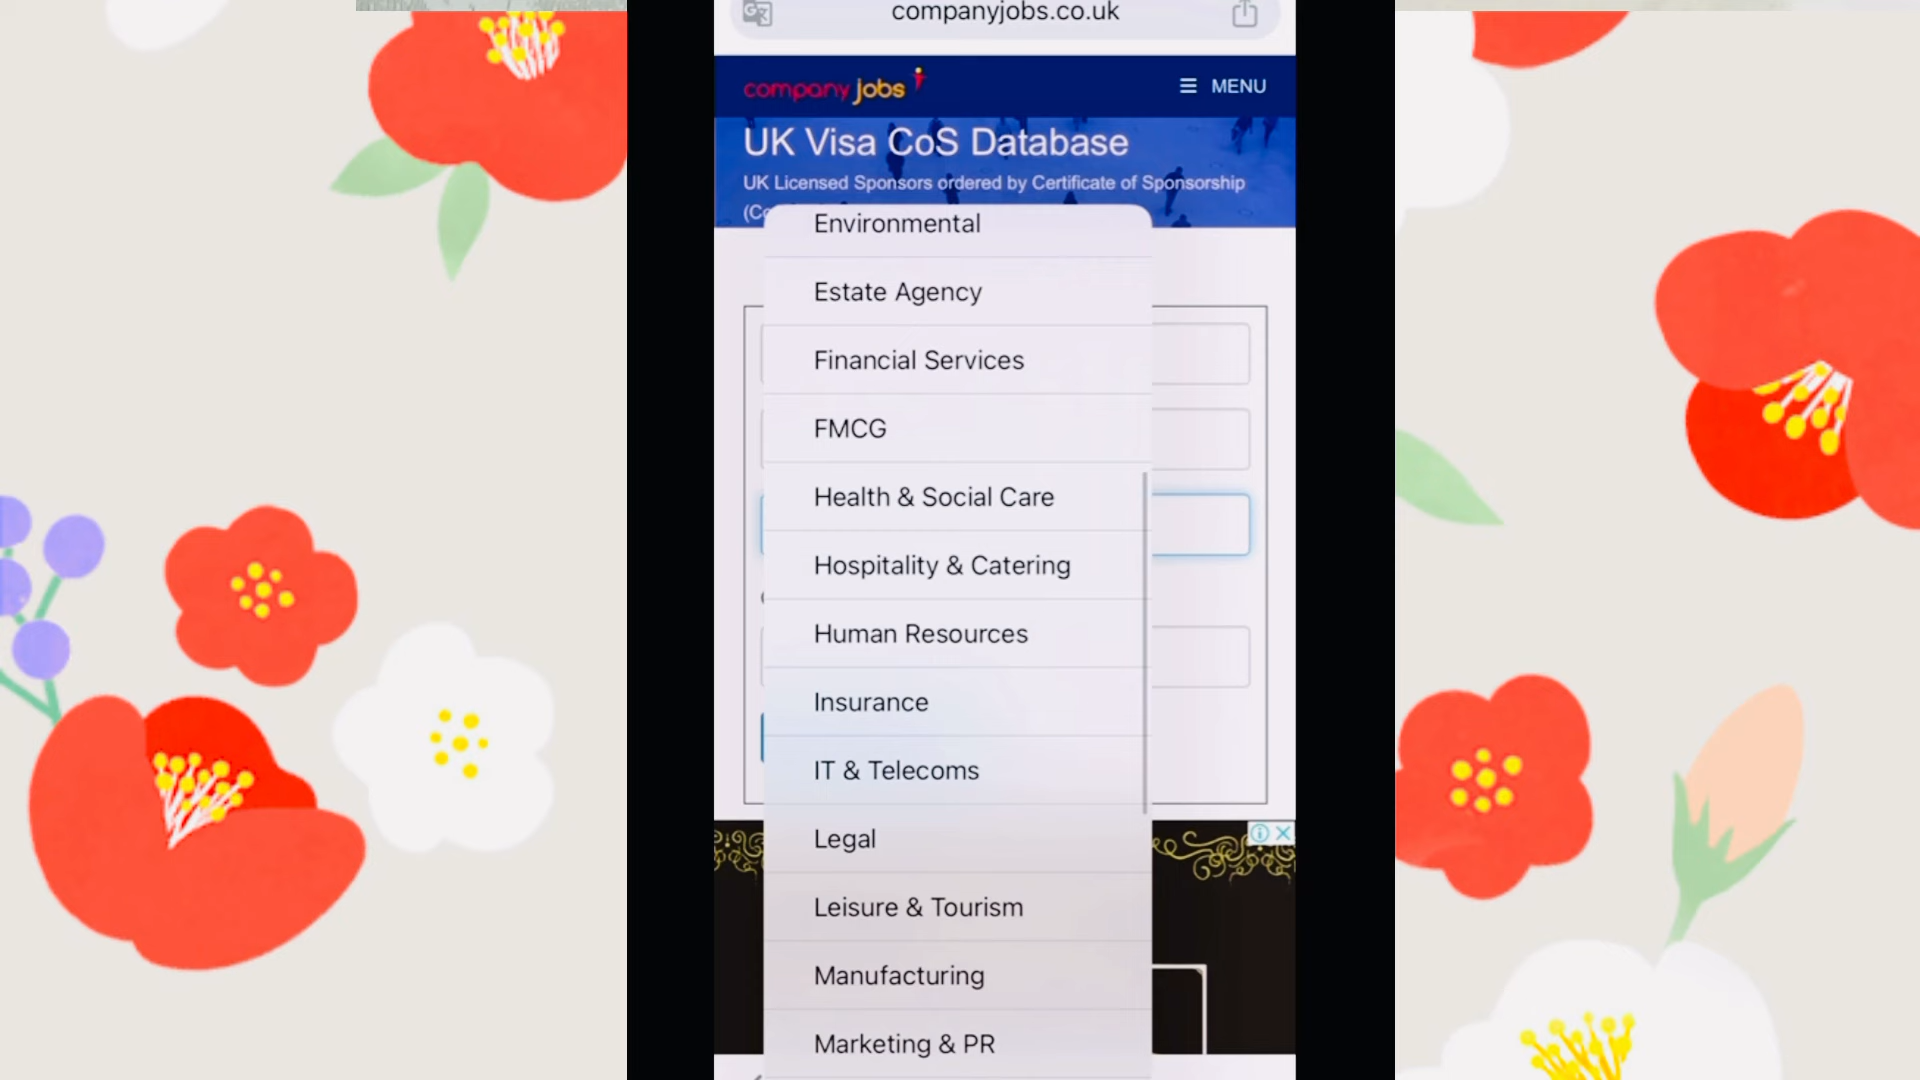 companyjobs.co.uk
company jobs
MENU
UK Visa CoS Database
UK Licensed Sponsors ordered by Certificate of Sponsorship
Environmental
Estate Agency
Financial Services
FMCG
Health & Social Care
Hospitality & Catering
Human Resources
Insurance
IT & Telecoms
Legal
Leisure & Tourism
Manufacturing
Marketing & PR